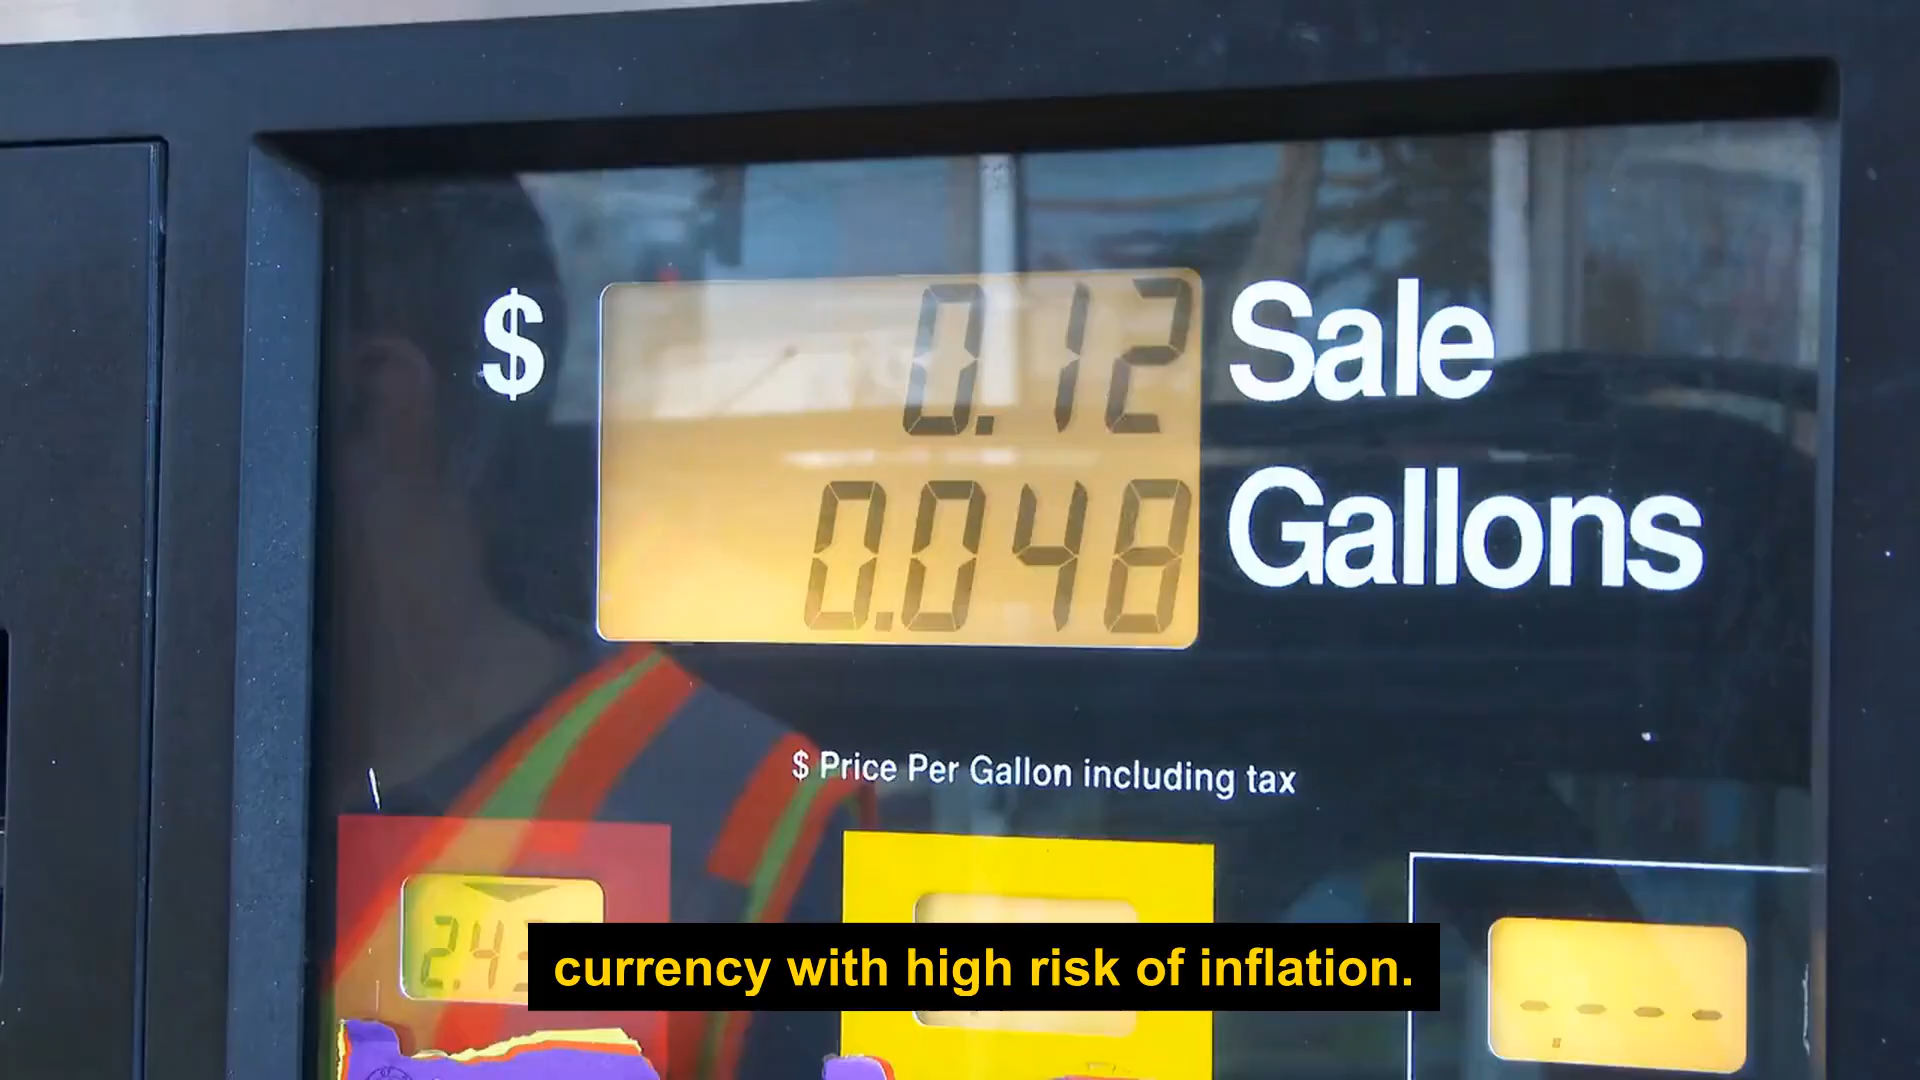 $ 0.12 Sale
0.048 Gallons
$ Price Per Gallon including tax
currency with high risk of inflation.